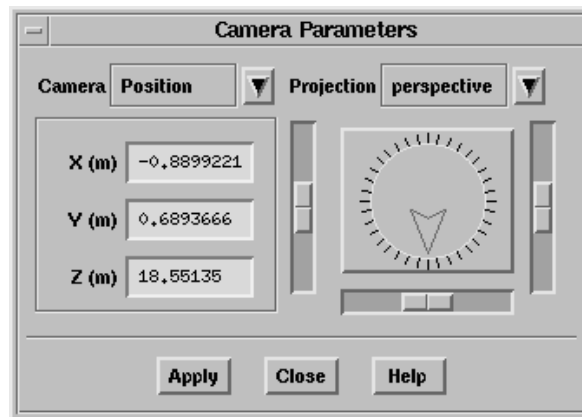 Camera Parameters
Camera Position Projection perspective
X (m) -0.8899221
Y (m) 0.6893666
Z (m) 18.55135
Apply Close Help